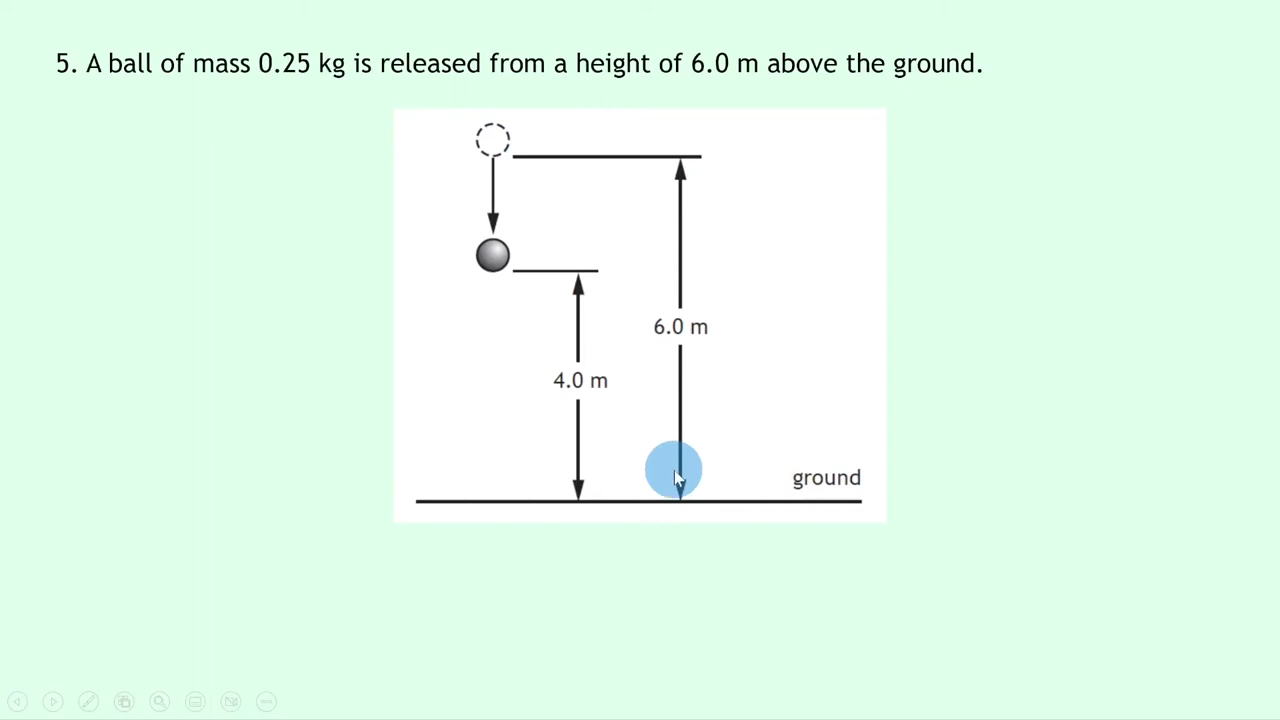 5. A ball of mass 0.25 kg is released from a height of 6.0 m above the ground.
6.0 m
4.0 m
ground